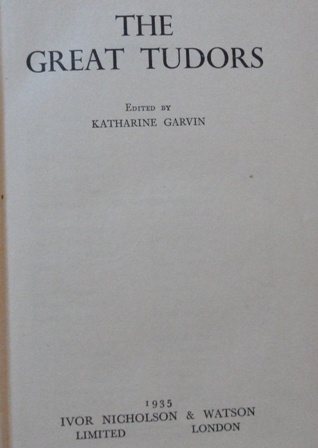 THE
GREAT TUDORS
EDITED BY
KATHARINE GARVIN
1935
IVOR NICHOLSON & WATSON
LIMITED LONDON